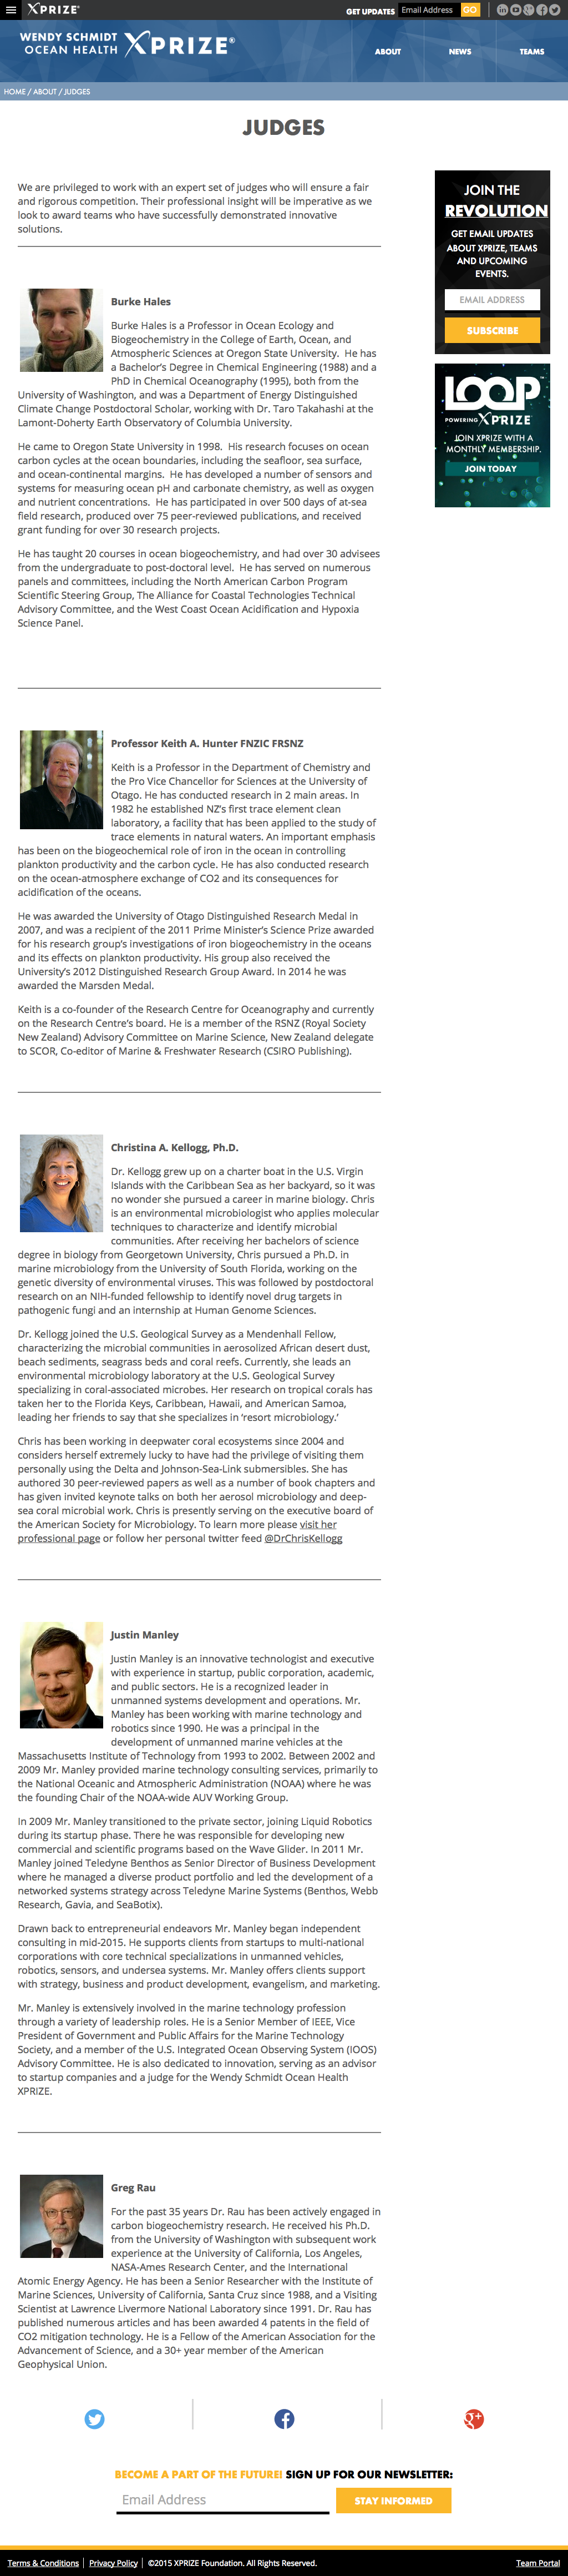 XPRIZE®
GET UPDATES
Email Address
GO
WENDY SCHMIDT
OCEAN HEALTH
XPRIZE®
ABOUT
NEWS
TEAMS
HOME / ABOUT / JUDGES
JUDGES
We are privileged to work with an expert set of judges who will ensure a fair
and rigorous competition. Their professional insight will be imperative as we
look to award teams who have successfully demonstrated innovative
solutions.
Burke Hales
Burke Hales is a Professor in Ocean Ecology and
Biogeochemistry in the College of Earth, Ocean, and
Atmospheric Sciences at Oregon State University.  He has
a Bachelor's Degree in Chemical Engineering (1988) and a
PhD in Chemical Oceanography (1995), both from the
University of Washington, and was a Department of Energy Distinguished
Climate Change Postdoctoral Scholar, working with Dr. Taro Takahashi at the
Lamont-Doherty Earth Observatory of Columbia University.
He came to Oregon State University in 1998.  His research focuses on ocean
carbon cycles at the ocean boundaries, including the seafloor, sea surface,
and ocean-continental margins.  He has developed a number of sensors and
systems for measuring ocean pH and carbonate chemistry, as well as oxygen
and nutrient concentrations.  He has participated in over 500 days of at-sea
field research, produced over 75 peer-reviewed publications, and received
grant funding for over 30 research projects.
He has taught 20 courses in ocean biogeochemistry, and had over 30 advisees
from the undergraduate to post-doctoral level.  He has served on numerous
panels and committees, including the North American Carbon Program
Scientific Steering Group, The Alliance for Coastal Technologies Technical
Advisory Committee, and the West Coast Ocean Acidification and Hypoxia
Science Panel.
Professor Keith A. Hunter FNZIC FRSNZ
Keith is a Professor in the Department of Chemistry and
the Pro Vice Chancellor for Sciences at the University of
Otago. He has conducted research in 2 main areas. In
1982 he established NZ's first trace element clean
laboratory, a facility that has been applied to the study of
trace elements in natural waters. An important emphasis
has been on the biogeochemical role of iron in the ocean in controlling
plankton productivity and the carbon cycle. He has also conducted research
on the ocean-atmosphere exchange of CO2 and its consequences for
acidification of the oceans.
He was awarded the University of Otago Distinguished Research Medal in
2007, and was a recipient of the 2011 Prime Minister's Science Prize awarded
for his research group's investigations of iron biogeochemistry in the oceans
and its effects on plankton productivity. His group also received the
University's 2012 Distinguished Research Group Award. In 2014 he was
awarded the Marsden Medal.
Keith is a co-founder of the Research Centre for Oceanography and currently
on the Research Centre's board. He is a member of the RSNZ (Royal Society
New Zealand) Advisory Committee on Marine Science, New Zealand delegate
to SCOR, Co-editor of Marine & Freshwater Research (CSIRO Publishing).
Christina A. Kellogg, Ph.D.
Dr. Kellogg grew up on a charter boat in the U.S. Virgin
Islands with the Caribbean Sea as her backyard, so it was
no wonder she pursued a career in marine biology. Chris
is an environmental microbiologist who applies molecular
techniques to characterize and identify microbial
communities. After receiving her bachelors of science
degree in biology from Georgetown University, Chris pursued a Ph.D. in
marine microbiology from the University of South Florida, working on the
genetic diversity of environmental viruses. This was followed by postdoctoral
research on an NIH-funded fellowship to identify novel drug targets in
pathogenic fungi and an internship at Human Genome Sciences.
Dr. Kellogg joined the U.S. Geological Survey as a Mendenhall Fellow,
characterizing the microbial communities in aerosolized African desert dust,
beach sediments, seagrass beds and coral reefs. Currently, she leads an
environmental microbiology laboratory at the U.S. Geological Survey
specializing in coral-associated microbes. Her research on tropical corals has
taken her to the Florida Keys, Caribbean, Hawaii, and American Samoa,
leading her friends to say that she specializes in 'resort microbiology.'
Chris has been working in deepwater coral ecosystems since 2004 and
considers herself extremely lucky to have had the privilege of visiting them
personally using the Delta and Johnson-Sea-Link submersibles. She has
authored 30 peer-reviewed papers as well as a number of book chapters and
has given invited keynote talks on both her aerosol microbiology and deep-
sea coral microbial work. Chris is presently serving on the executive board of
the American Society for Microbiology. To learn more please visit her
professional page or follow her personal twitter feed @DrChrisKellogg
Justin Manley
Justin Manley is an innovative technologist and executive
with experience in startup, public corporation, academic,
and public sectors. He is a recognized leader in
unmanned systems development and operations. Mr.
Manley has been working with marine technology and
robotics since 1990. He was a principal in the
development of unmanned marine vehicles at the
Massachusetts Institute of Technology from 1993 to 2002. Between 2002 and
2009 Mr. Manley provided marine technology consulting services, primarily to
the National Oceanic and Atmospheric Administration (NOAA) where he was
the founding Chair of the NOAA-wide AUV Working Group.
In 2009 Mr. Manley transitioned to the private sector, joining Liquid Robotics
during its startup phase. There he was responsible for developing new
commercial and scientific programs based on the Wave Glider. In 2011 Mr.
Manley joined Teledyne Benthos as Senior Director of Business Development
where he managed a diverse product portfolio and led the development of a
networked systems strategy across Teledyne Marine Systems (Benthos, Webb
Research, Gavia, and SeaBotix).
Drawn back to entrepreneurial endeavors Mr. Manley began independent
consulting in mid-2015. He supports clients from startups to multi-national
corporations with core technical specializations in unmanned vehicles,
robotics, sensors, and undersea systems. Mr. Manley offers clients support
with strategy, business and product development, evangelism, and marketing.
Mr. Manley is extensively involved in the marine technology profession
through a variety of leadership roles. He is a Senior Member of IEEE, Vice
President of Government and Public Affairs for the Marine Technology
Society, and a member of the U.S. Integrated Ocean Observing System (IOOS)
Advisory Committee. He is also dedicated to innovation, serving as an advisor
to startup companies and a judge for the Wendy Schmidt Ocean Health
XPRIZE.
Greg Rau
For the past 35 years Dr. Rau has been actively engaged in
carbon biogeochemistry research. He received his Ph.D.
from the University of Washington with subsequent work
experience at the University of California, Los Angeles,
NASA-Ames Research Center, and the International
Atomic Energy Agency. He has been a Senior Researcher with the Institute of
Marine Sciences, University of California, Santa Cruz since 1988, and a Visiting
Scientist at Lawrence Livermore National Laboratory since 1991. Dr. Rau has
published numerous articles and has been awarded 4 patents in the field of
CO2 mitigation technology. He is a Fellow of the American Association for the
Advancement of Science, and a 30+ year member of the American
Geophysical Union.
JOIN THE
REVOLUTION
GET EMAIL UPDATES
ABOUT XPRIZE, TEAMS
AND UPCOMING
EVENTS.
EMAIL ADDRESS
SUBSCRIBE
LOOP™
POWERING XPRIZE
JOIN XPRIZE WITH A
MONTHLY MEMBERSHIP.
JOIN TODAY
BECOME A PART OF THE FUTURE! SIGN UP FOR OUR NEWSLETTER:
Email Address
STAY INFORMED
Terms & Conditions | Privacy Policy | ©2015 XPRIZE Foundation. All Rights Reserved.
Team Portal